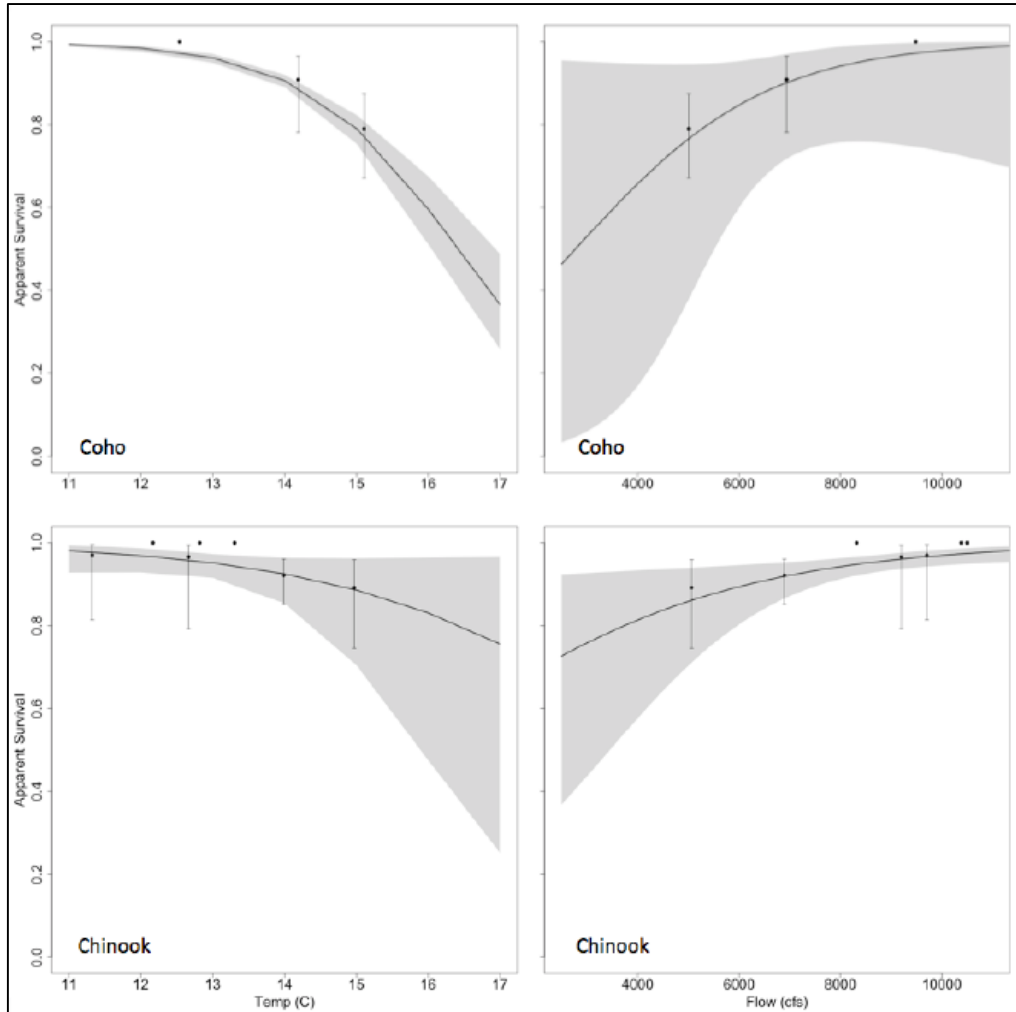 Apparent Survival
1.0
0.8
0.6
0.4
0.2
0.0
Coho
11 12 13 14 15 16 17
Coho
4000 6000 8000 10000
Apparent Survival
1.0
0.8
0.6
0.4
0.2
0.0
Chinook
11 12 13 14 15 16 17
Temp (C)
Chinook
4000 6000 8000 10000
Flow (cfs)